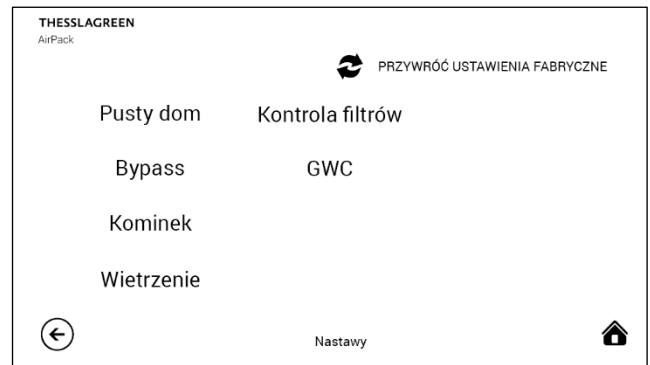 THESSLAGREEN
AirPack
PRZYWRÓĆ USTAWIENIA FABRYCZNE
Pusty dom Kontrola filtrów
Bypass GWC
Kominek
Wietrzenie
Nastawy